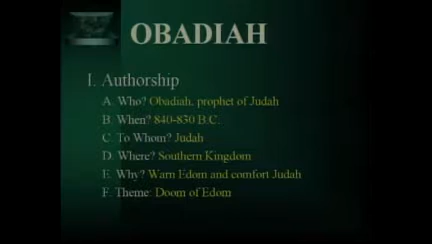 OBADIAH
I. Authorship
A. Who? Obadiah, prophet of Judah
B. When? 840-830 B.C.
C. To Whom? Judah
D. Where? Southern Kingdom
E. Why? Warn Edom and comfort Judah
F. Theme: Doom of Edom